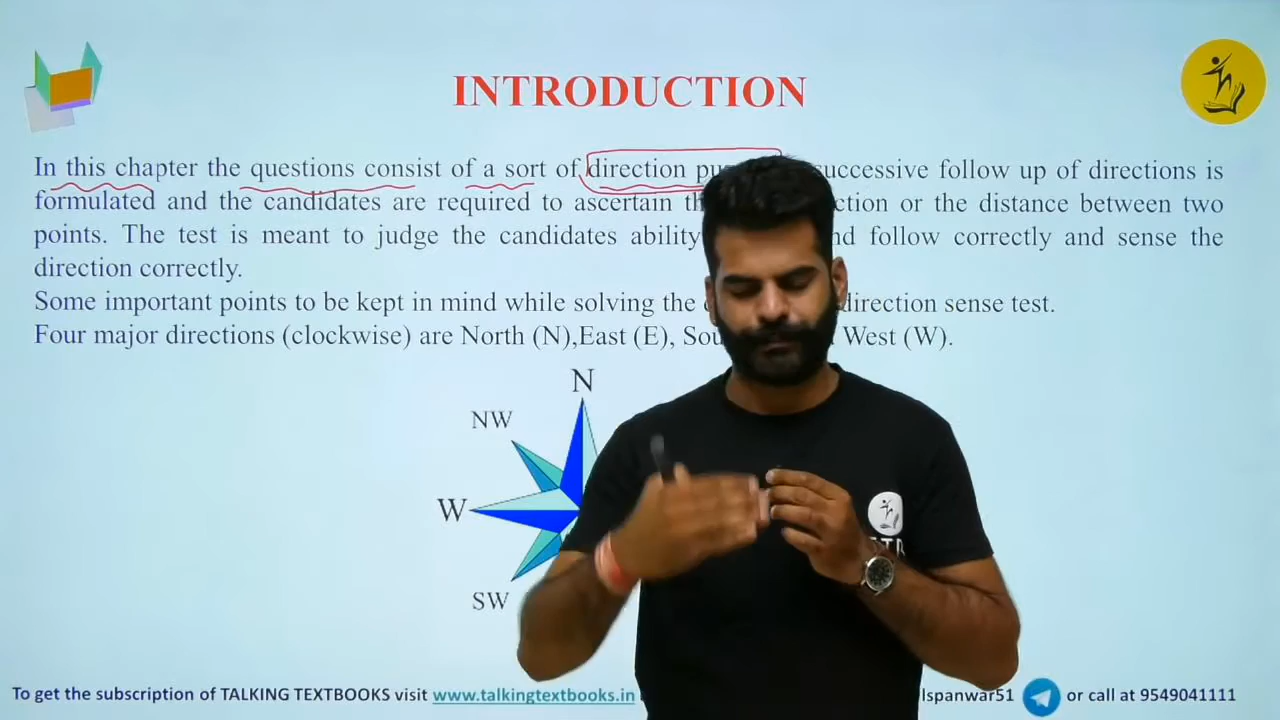 INTRODUCTION
In this chapter the questions consist of a sort of direction successive follow up of directions is
formulated and the candidates are required to ascertain or the distance between two
points. The test is meant to judge the candidates ability follow correctly and sense the
direction correctly.
Some important points to be kept in mind while solving the direction sense test.
Four major directions (clockwise) are North (N),East (E), West (W).
N
NW
W
SW
To get the subscription of TALKING TEXTBOOKS visit www.talkingtextbooks.in lspanwar51 or call at 9549041111